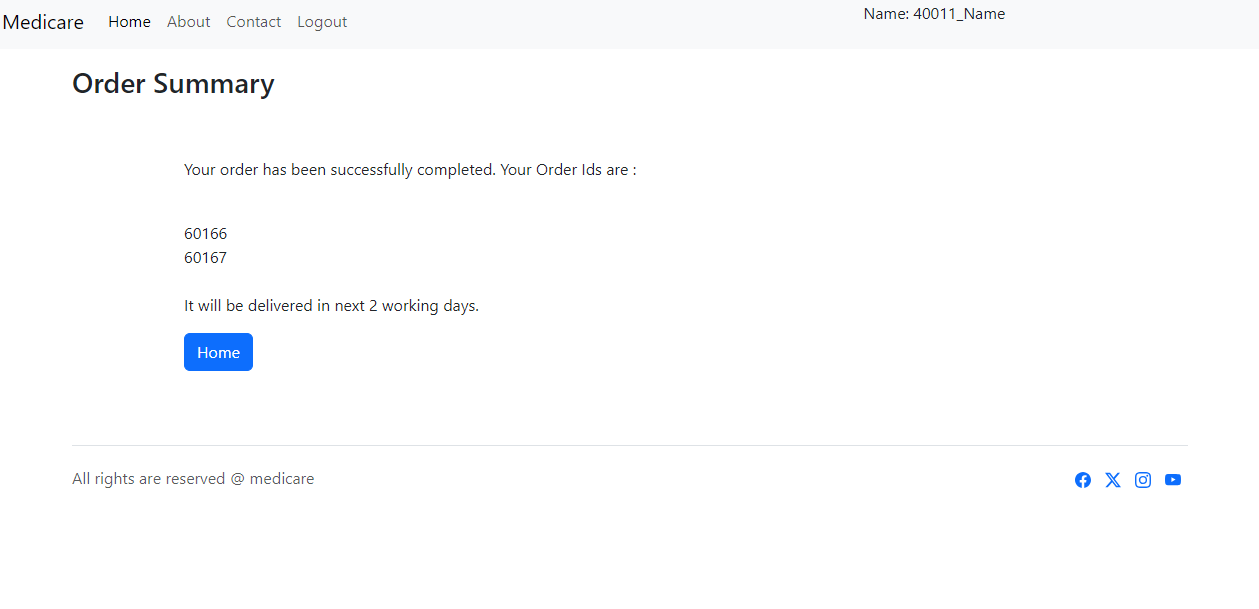 Medicare Home About Contact Logout Name: 40011_Name
Order Summary
Your order has been successfully completed. Your Order Ids are :
60166
60167
It will be delivered in next 2 working days.
Home
All rights are reserved @ medicare